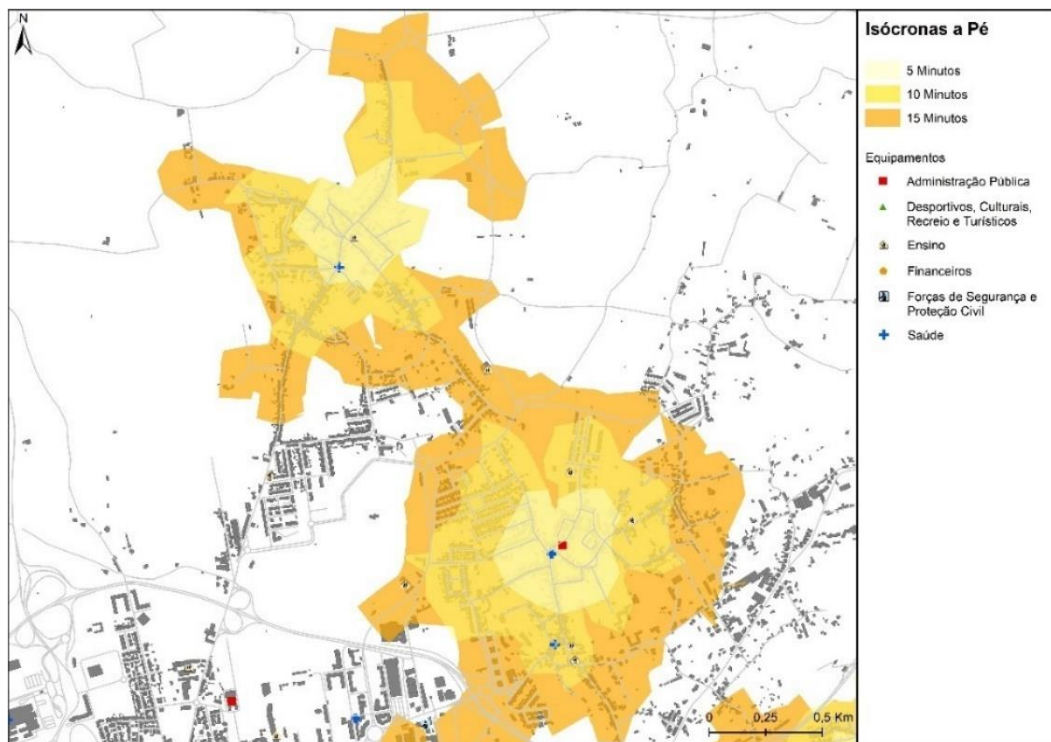 N
Isócronas a Pé
5 Minutos
10 Minutos
15 Minutos
Equipamentos
Administração Pública
Desportivos, Culturais,
Recreio e Turísticos
Ensino
Financeiros
Forças de Segurança e
Proteção Civil
Saúde
0 0,25 0,5 Km